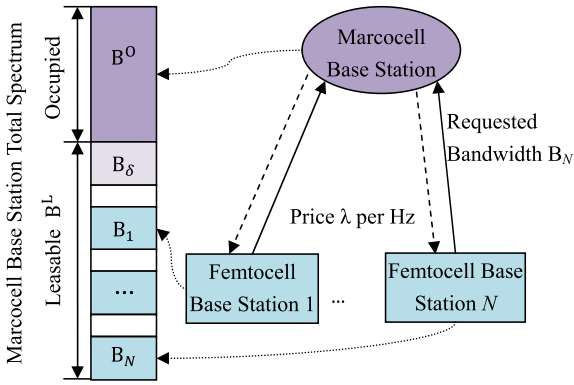 Marcocell Base Station Total Spectrum
Occupied
Leasable B^L
B^O
B_δ
B_1
...
B_N
Marcocell
Base Station
Requested
Bandwidth B_N
Price λ per Hz
Femtocell
Base Station 1
...
Femtocell Base
Station N